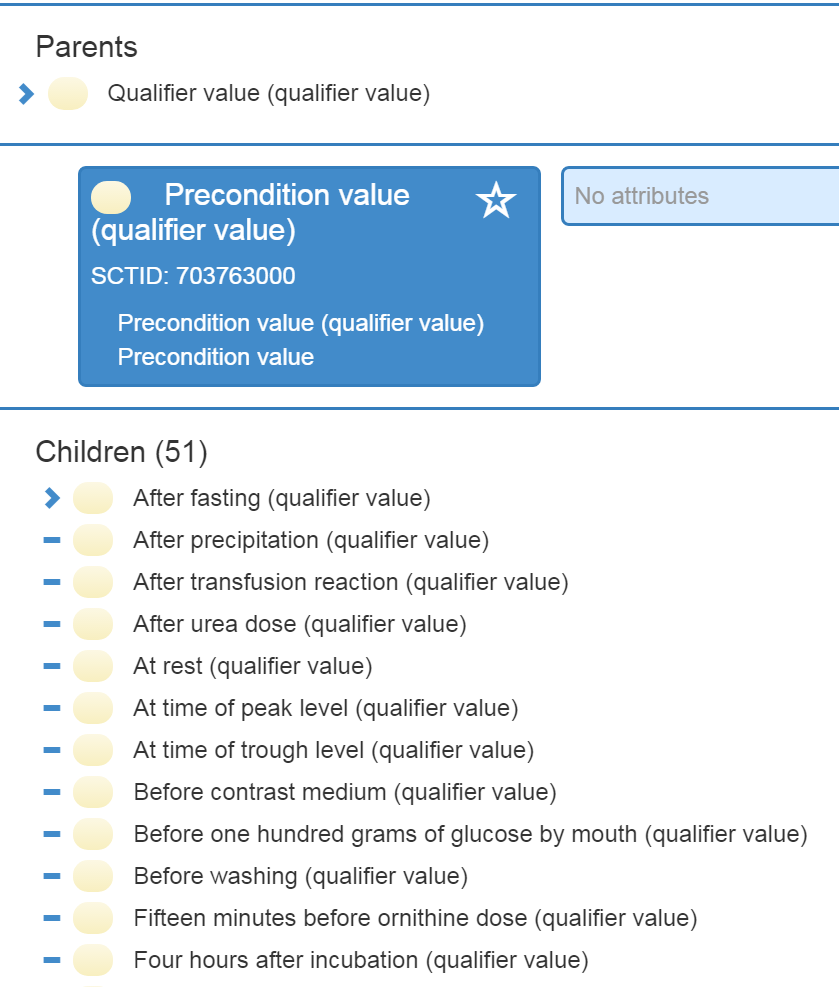 Parents
Qualifier value (qualifier value)
Precondition value
(qualifier value)
SCTID: 703763000
Precondition value (qualifier value)
Precondition value
No attributes
Children (51)
After fasting (qualifier value)
After precipitation (qualifier value)
After transfusion reaction (qualifier value)
After urea dose (qualifier value)
At rest (qualifier value)
At time of peak level (qualifier value)
At time of trough level (qualifier value)
Before contrast medium (qualifier value)
Before one hundred grams of glucose by mouth (qualifier value)
Before washing (qualifier value)
Fifteen minutes before ornithine dose (qualifier value)
Four hours after incubation (qualifier value)